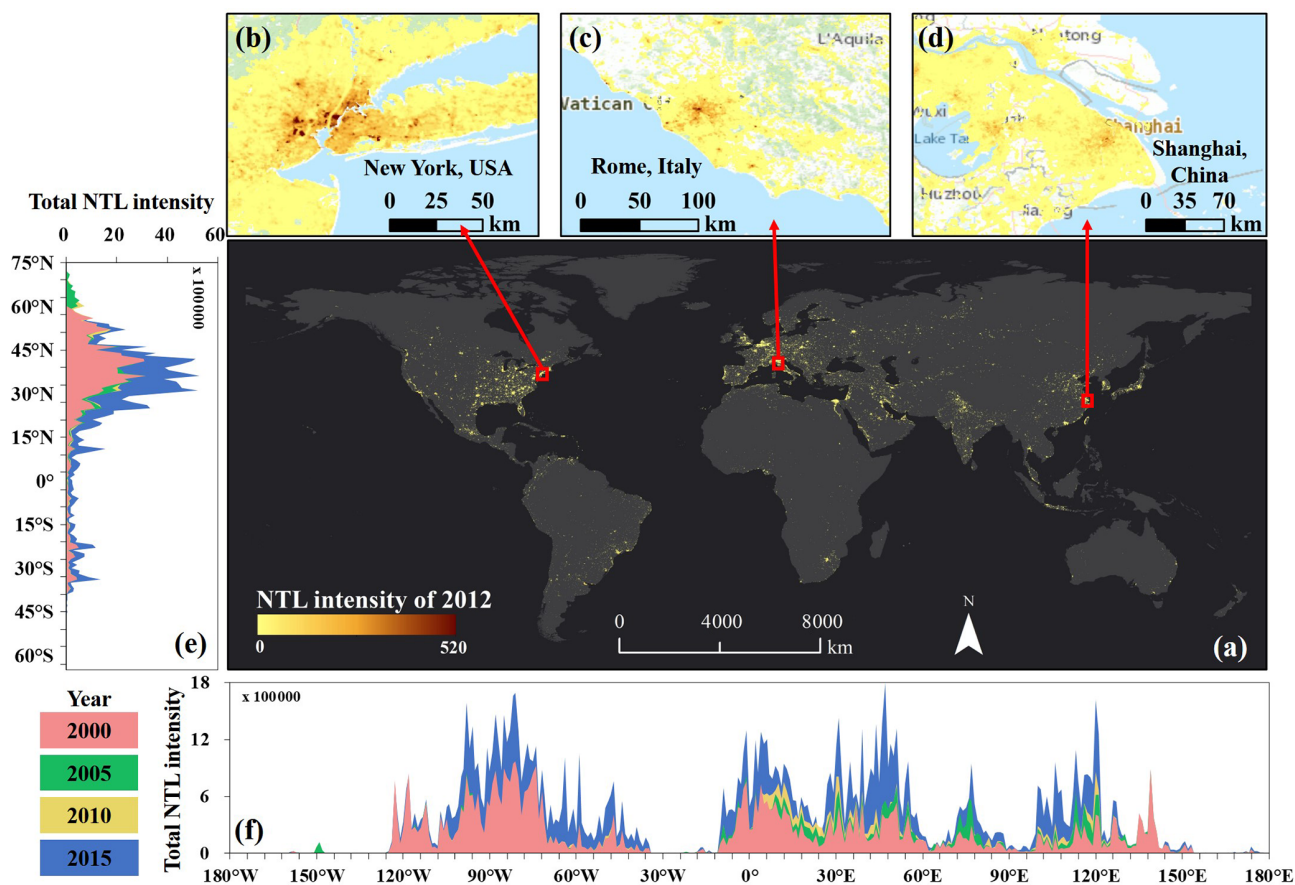 (b)
New York, USA
0 25 50
km
(c)
L'Aquila
Vatican
Rome, Italy
0 50 100
km
(d)
Shanghai
Lake Ta
Shanghai,
China
0 35 70
km
Total NTL intensity
0 20 40 60
x 100000
75°N
60°N
45°N
30°N
15°N
0°
15°S
30°S
45°S
60°S
(e)
NTL intensity of 2012
0 520
0 4000 8000
km
N
(a)
Year
2000
2005
2010
2015
Total NTL intensity
18
12
6
0
x 100000
(f)
180°W 150°W 120°W 90°W 60°W 30°W 0° 30°E 60°E 90°E 120°E 150°E 180°E